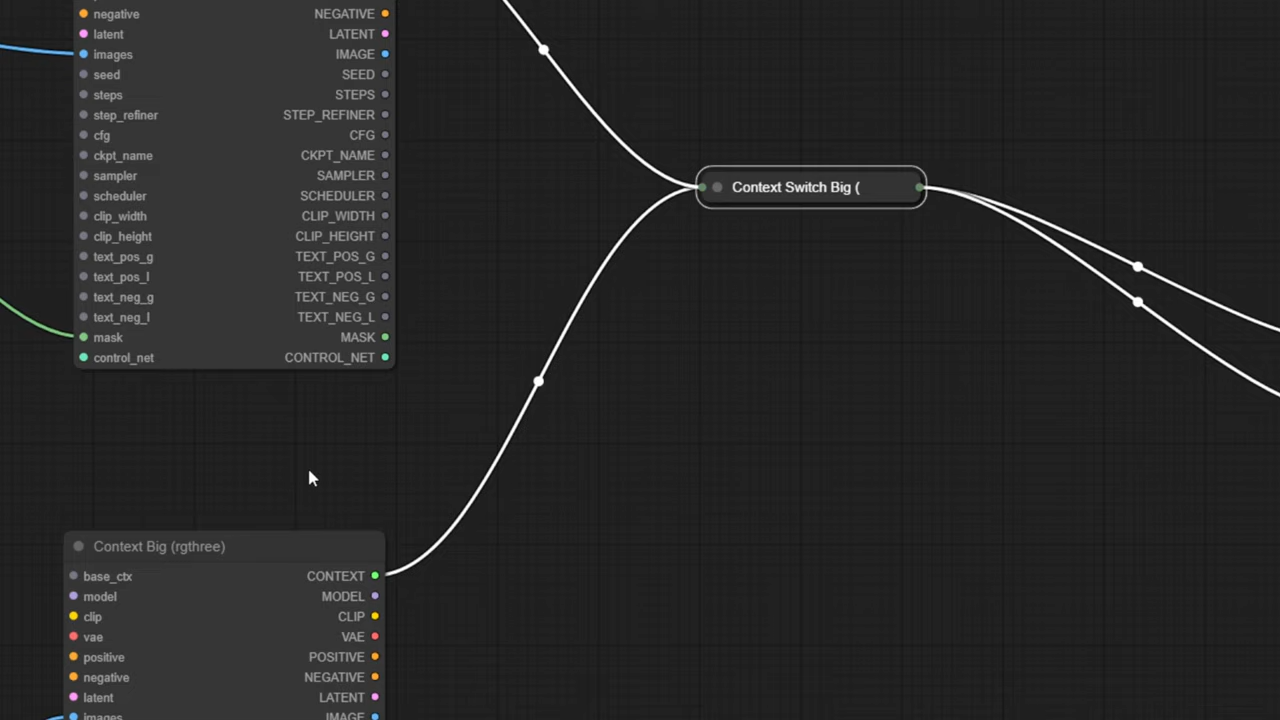 negative NEGATIVE
latent LATENT
images IMAGE
seed SEED
steps STEPS
step_refiner STEP_REFINER
cfg CFG
ckpt_name CKPT_NAME
sampler SAMPLER
scheduler SCHEDULER
clip_width CLIP_WIDTH
clip_height CLIP_HEIGHT
text_pos_g TEXT_POS_G
text_pos_l TEXT_POS_L
text_neg_g TEXT_NEG_G
text_neg_l TEXT_NEG_L
mask MASK
control_net CONTROL_NET
Context Switch Big (
Context Big (rgthree)
base_ctx CONTEXT
model MODEL
clip CLIP
vae VAE
positive POSITIVE
negative NEGATIVE
latent LATENT
images IMAGE